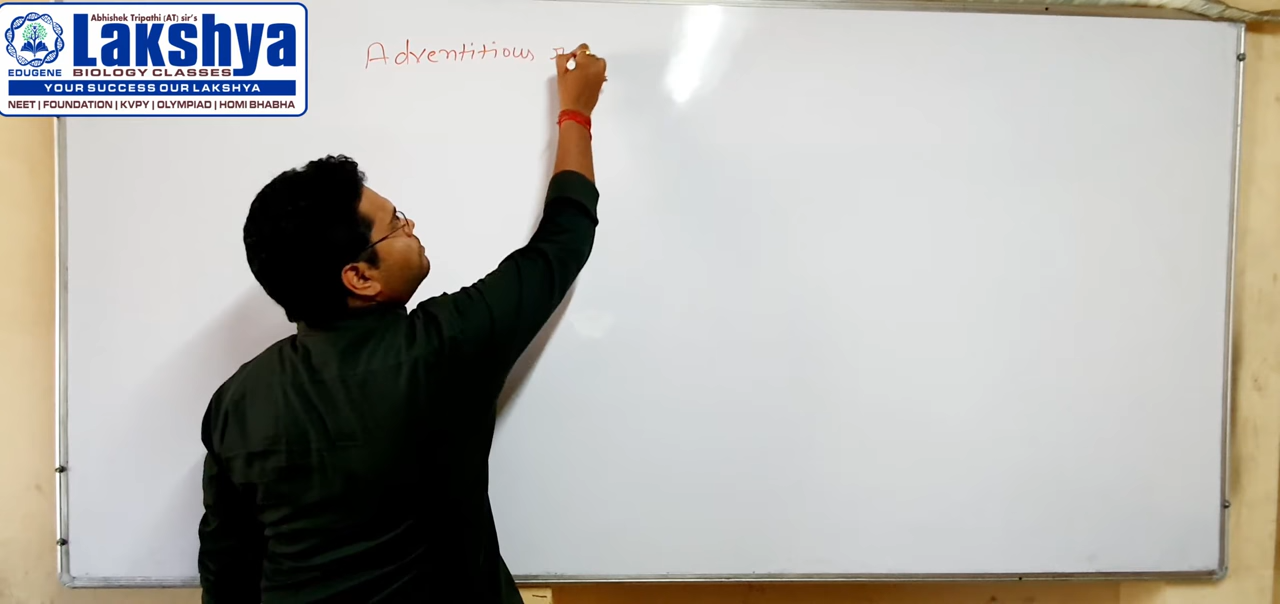 Abhishek Tripathi (AT) sir's
Lakshya
EDUGENE BIOLOGY CLASSES
YOUR SUCCESS OUR LAKSHYA
NEET | FOUNDATION | KVPY | OLYMPIAD | HOMI BHABHA
Adventitious